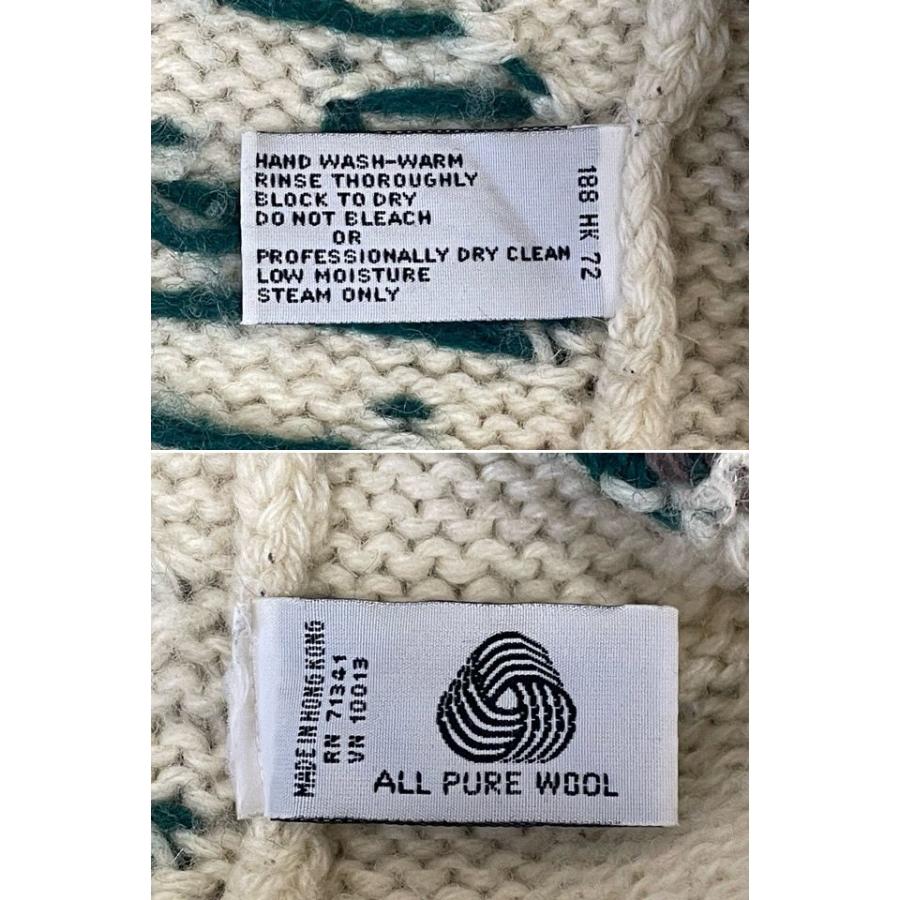 HAND WASH-WARM
RINSE THOROUGHLY
BLOCK TO DRY
DO NOT BLEACH
OR
PROFESSIONALLY DRY CLEAN
LOW MOISTURE
STEAM ONLY
188 HK 72
MADE IN HONG KONG
RN 71341
VN 10013
ALL PURE WOOL